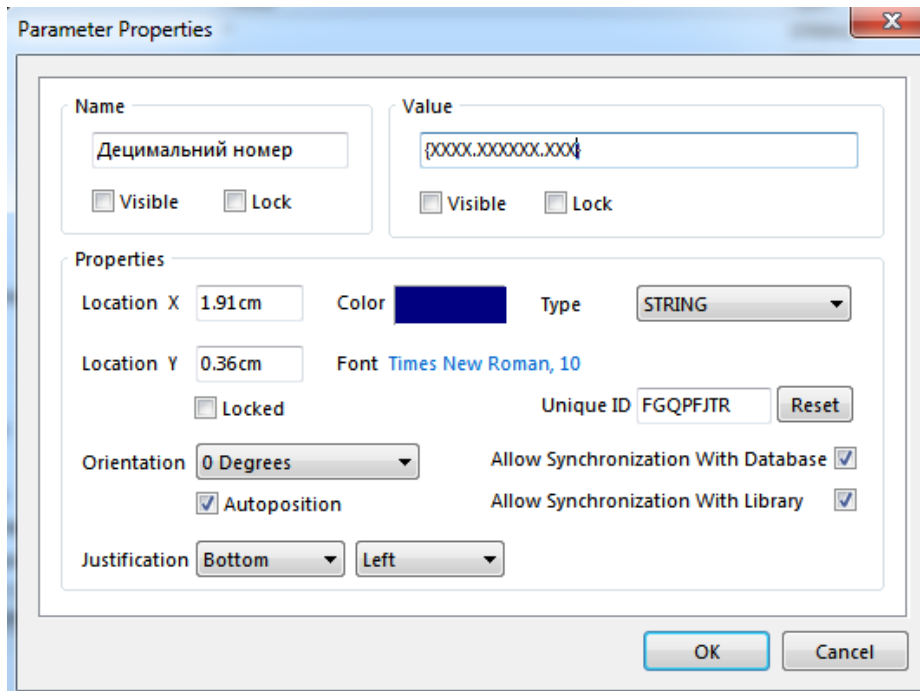 Parameter Properties
Name
Value
Децимальний номер
{XXXX.XXXXXX.XXX}
Visible
Lock
Visible
Lock
Properties
Location X
1.91cm
Color
Type
STRING
Location Y
0.36cm
Font
Times New Roman, 10
Locked
Unique ID
FGQPFJTR
Reset
Orientation
0 Degrees
Allow Synchronization With Database
Autoposition
Allow Synchronization With Library
Justification
Bottom
Left
OK
Cancel